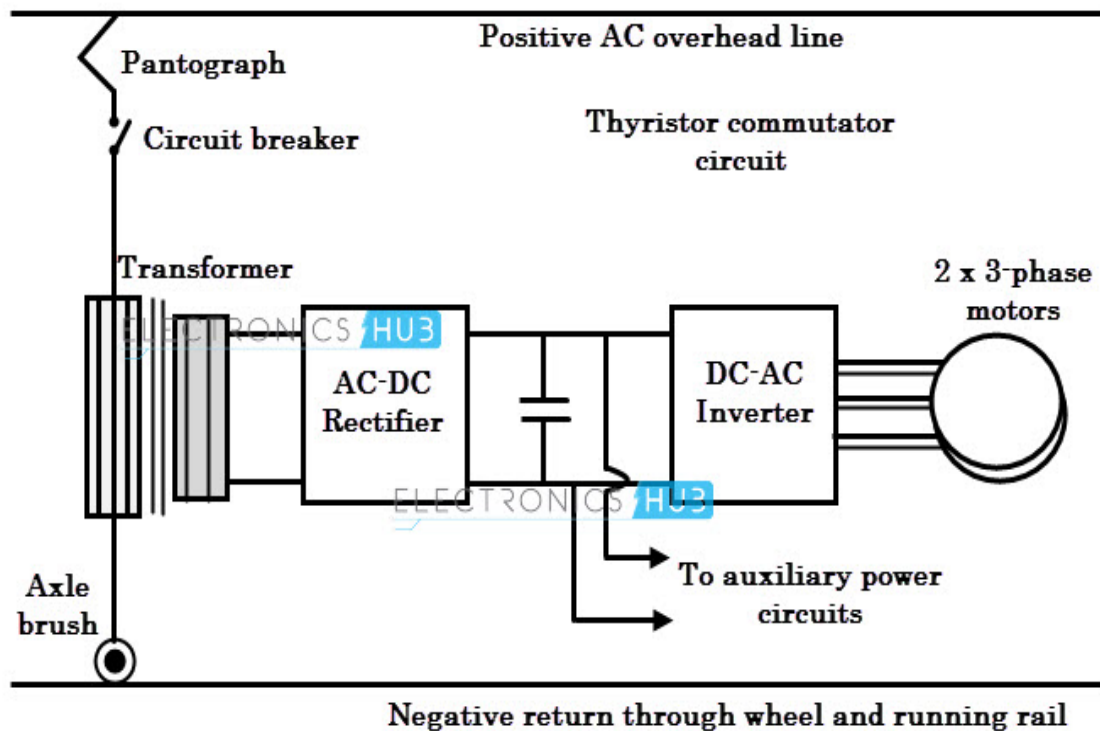 Positive AC overhead line
Pantograph
Thyristor commutator
circuit
Circuit breaker
Transformer
2 x 3-phase
motors
ELECTRONICS HUB
AC-DC
Rectifier
DC-AC
Inverter
ELECTRONICS HUB
To auxiliary power
circuits
Axle
brush
Negative return through wheel and running rail